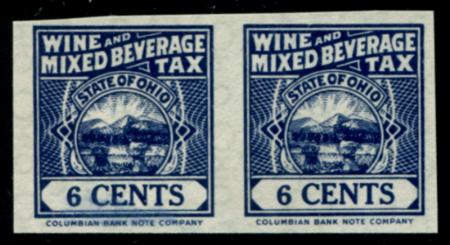 WINE AND
MIXED BEVERAGE
TAX
STATE OF OHIO
6 CENTS
COLUMBIAN BANK NOTE COMPANY
WINE AND
MIXED BEVERAGE
TAX
STATE OF OHIO
6 CENTS
COLUMBIAN BANK NOTE COMPANY